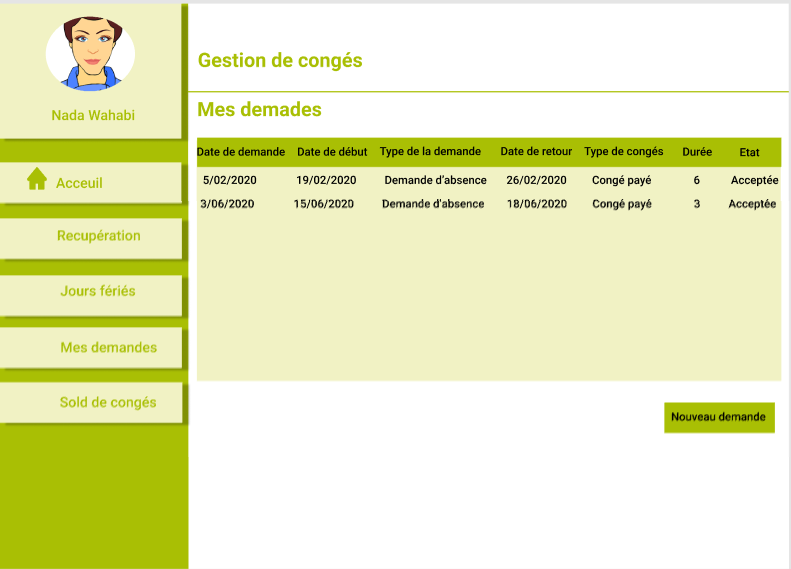 Nada Wahabi
Acceuil
Recupération
Jours fériés
Mes demandes
Sold de congés
Gestion de congés
Mes demades
Date de demande Date de début Type de la demande Date de retour Type de congés Durée Etat
5/02/2020 19/02/2020 Demande d'absence 26/02/2020 Congé payé 6 Acceptée
3/06/2020 15/06/2020 Demande d'absence 18/06/2020 Congé payé 3 Acceptée
Nouveau demande